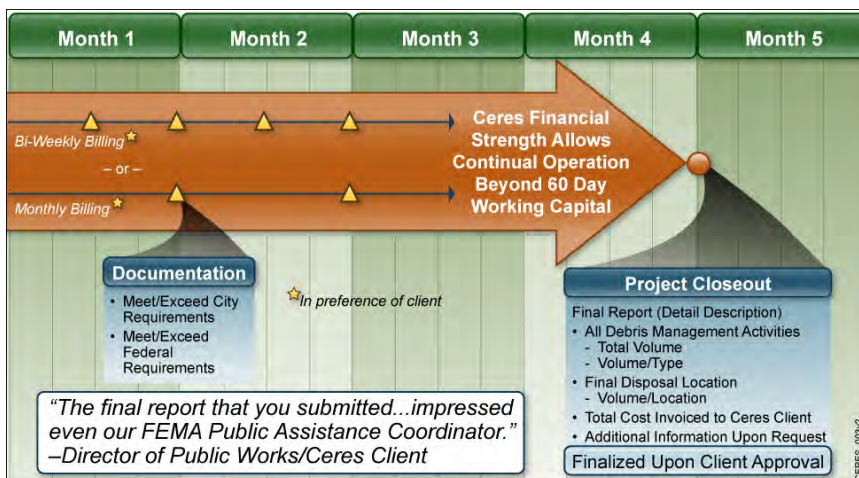 Month 1
Month 2
Month 3
Month 4
Month 5
Bi-Weekly Billing
– or –
Monthly Billing
Ceres Financial
Strength Allows
Continual Operation
Beyond 60 Day
Working Capital
Documentation
• Meet/Exceed City
Requirements
• Meet/Exceed
Federal
Requirements
In preference of client
Project Closeout
Final Report (Detail Description)
• All Debris Management Activities
- Total Volume
- Volume/Type
• Final Disposal Location
- Volume/Location
• Total Cost Invoiced to Ceres Client
• Additional Information Upon Request
Finalized Upon Client Approval
“The final report that you submitted...impressed
even our FEMA Public Assistance Coordinator.”
–Director of Public Works/Ceres Client